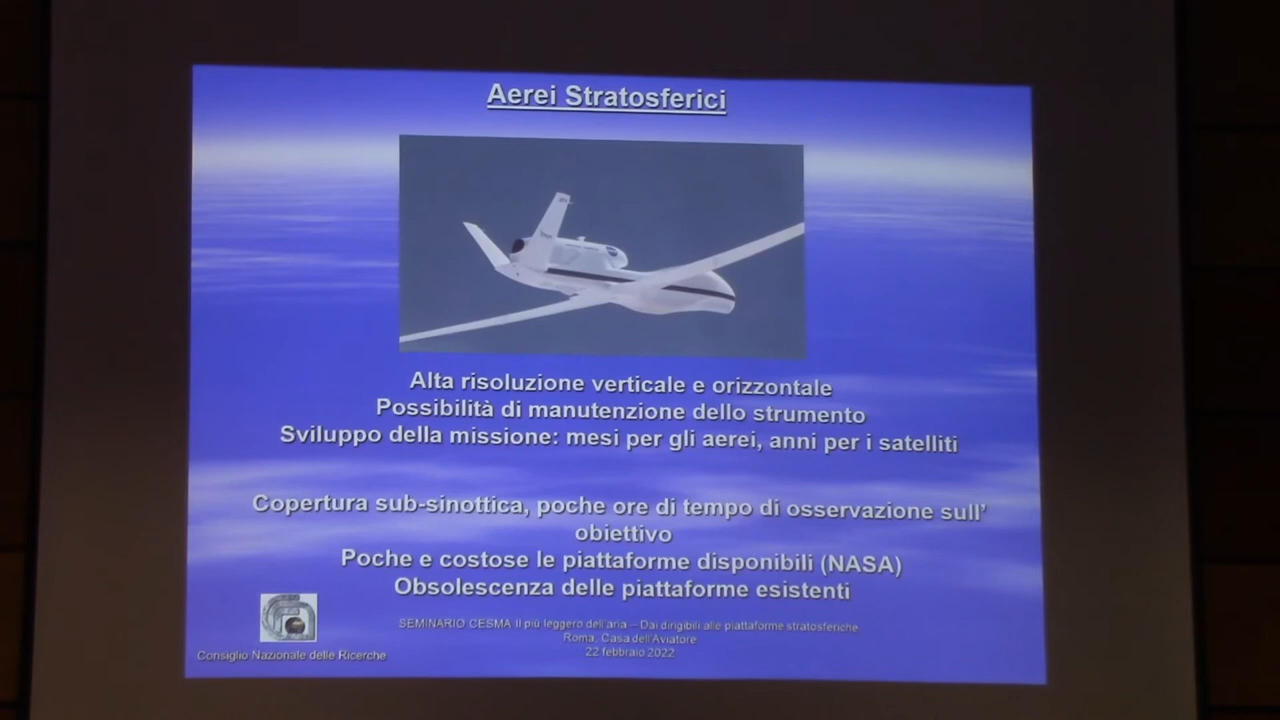 Aerei Stratosferici
Alta risoluzione verticale e orizzontale
Possibilità di manutenzione dello strumento
Sviluppo della missione: mesi per gli aerei, anni per i satelliti
Copertura sub-sinottica, poche ore di tempo di osservazione sull'
obiettivo
Poche e costose le piattaforme disponibili (NASA)
Obsolescenza delle piattaforme esistenti
SEMINARIO CESMA Il più leggero dell'aria – Dai dirigibili alle piattaforme stratosferiche
Roma, Casa dell'Aviatore
22 febbraio 2022
Consiglio Nazionale delle Ricerche